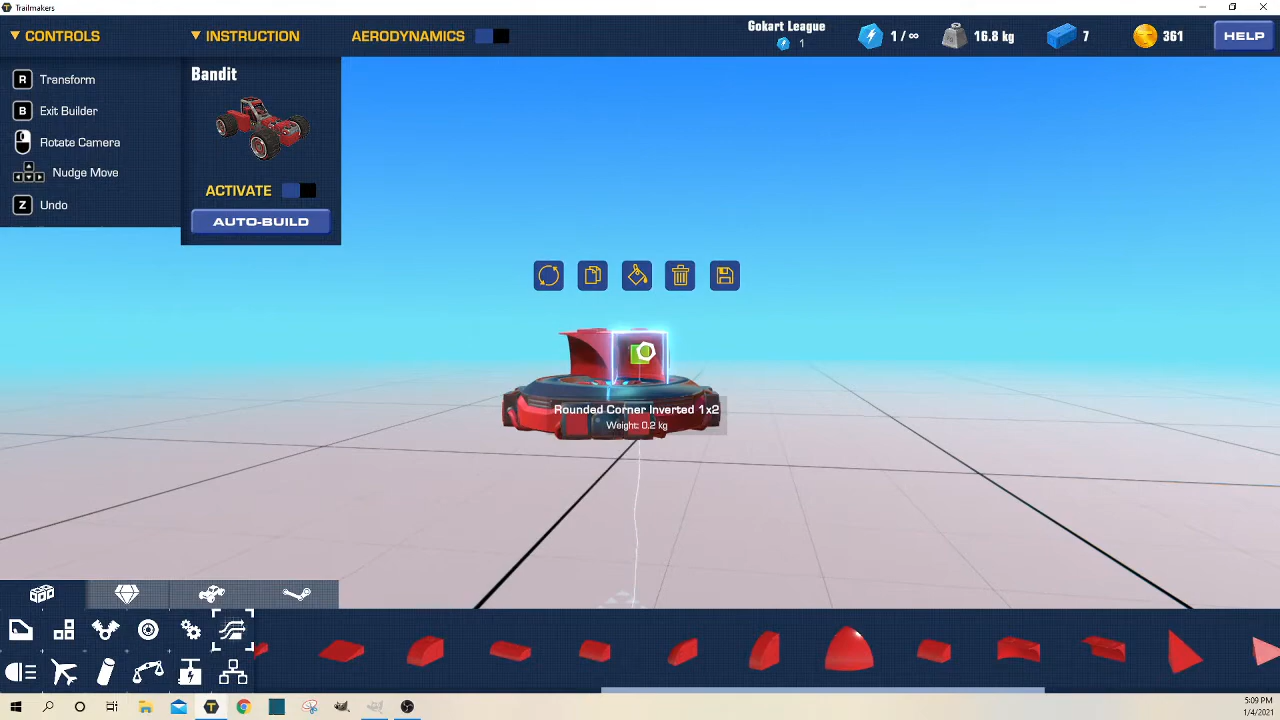 Trailmakers
CONTROLS
INSTRUCTION
AERODYNAMICS
Gokart League
1
1 / ∞
16.8 kg
7
361
HELP
R Transform
B Exit Builder
Rotate Camera
Nudge Move
Z Undo
Bandit
ACTIVATE
AUTO-BUILD
Rounded Corner Inverted 1x2
Weight: 0.2 kg
5:09 PM
1/4/2021